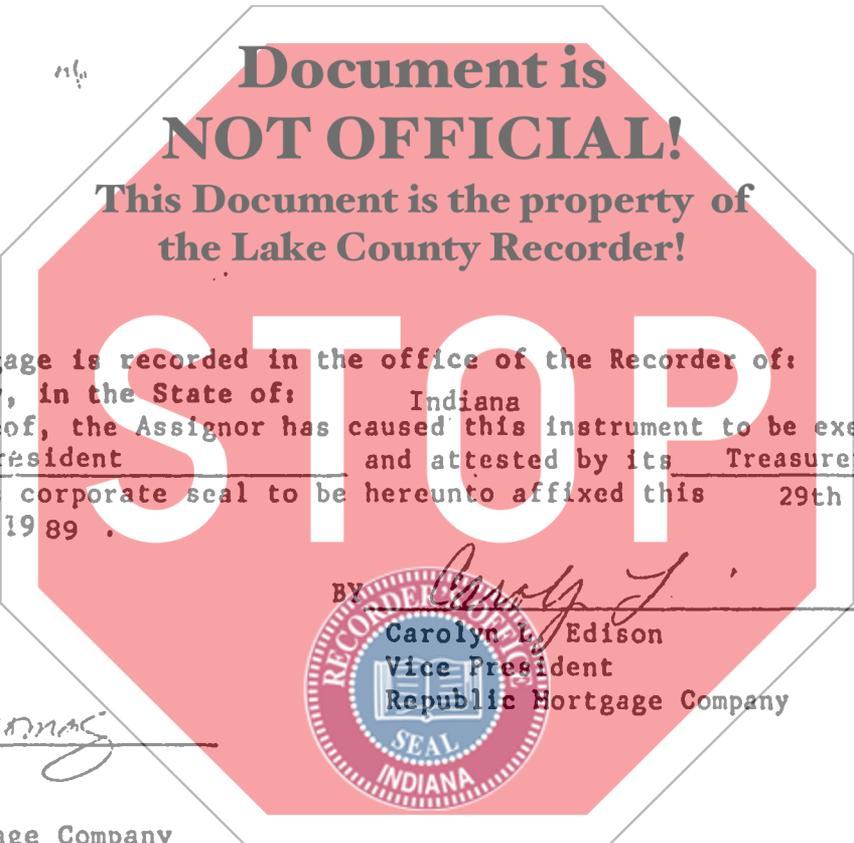 Document is
NOT OFFICIAL!
This Document is the property of
the Lake County Recorder!
STOP
gage is recorded in the office of the Recorder of:
, in the State of: Indiana
of, the Assignor has caused this instrument to be exe
resident and attested by its Treasure
corporate seal to be hereunto affixed this 29th
1989 .
BY
Carolyn L. Edison
Vice President
Republic Mortgage Company
RECORDER'S OFFICE
SEAL
INDIANA
age Company